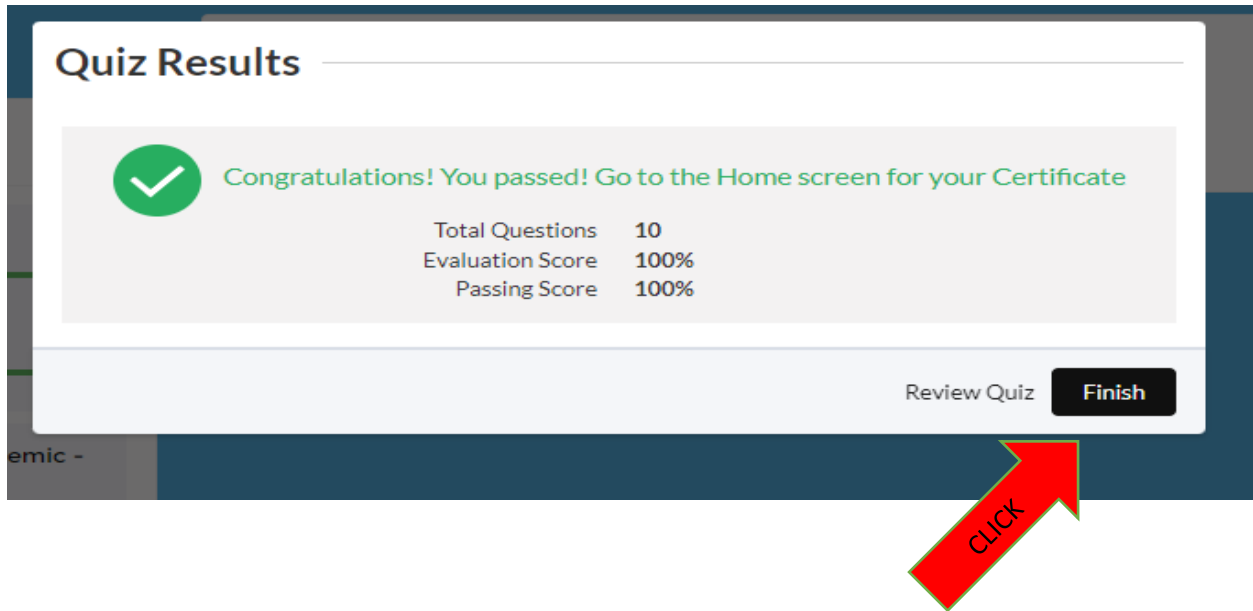 Quiz Results
Congratulations! You passed! Go to the Home screen for your Certificate
Total Questions 10
Evaluation Score 100%
Passing Score 100%
Review Quiz Finish
emic -
CLICK